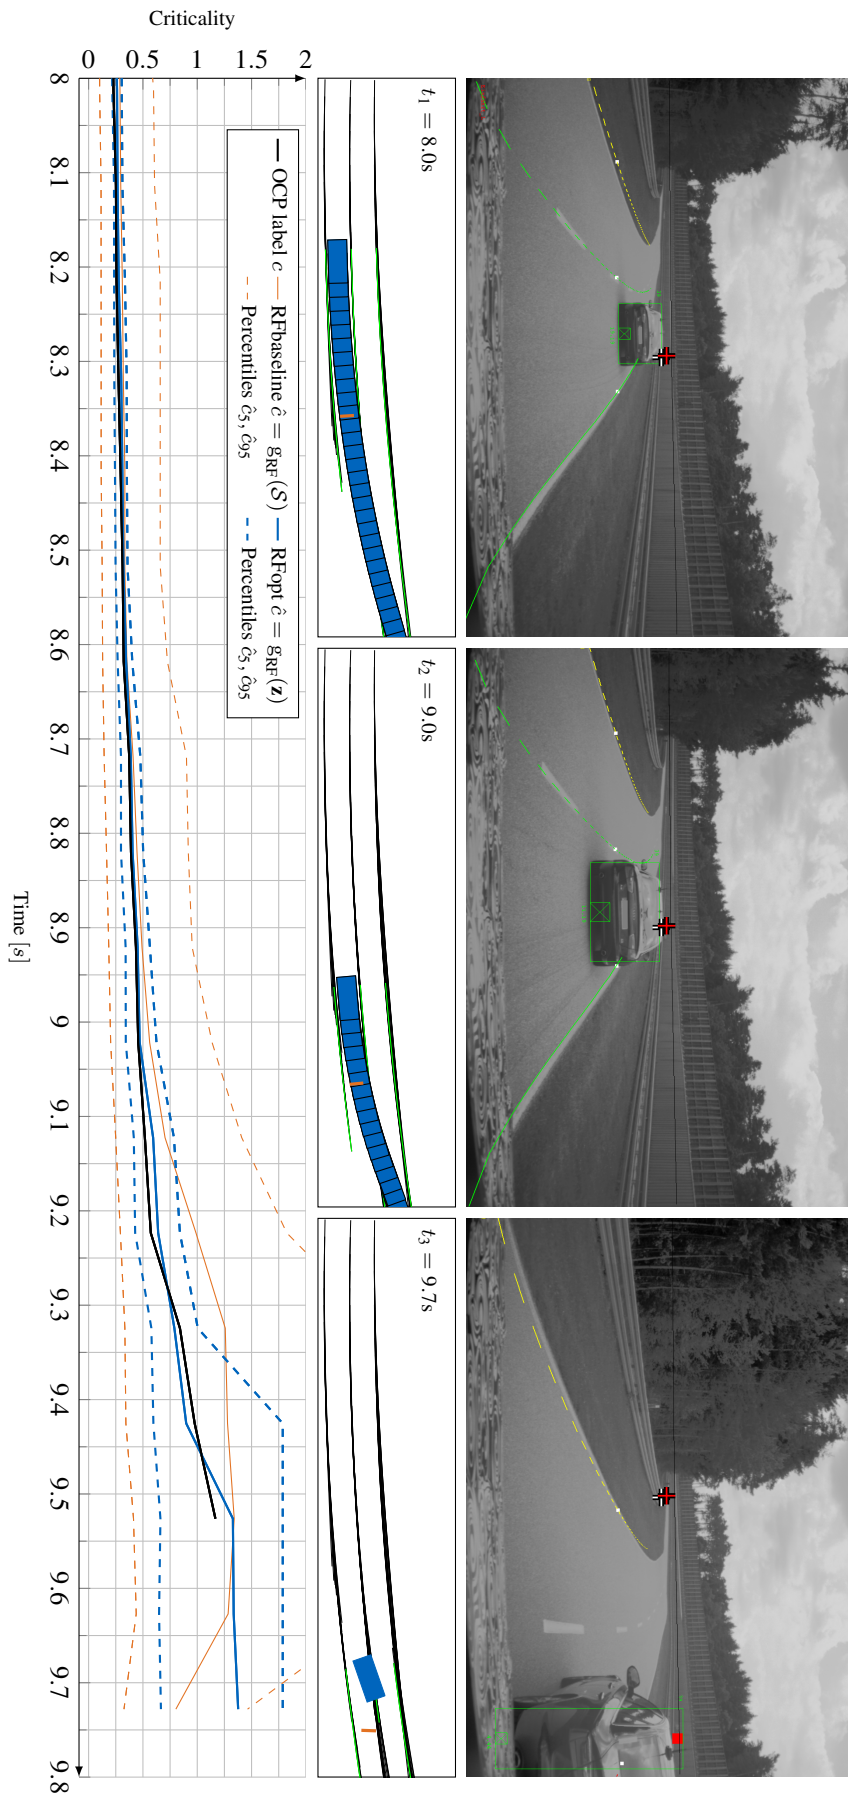 t₁ = 8.0s
t₂ = 9.0s
t₃ = 9.7s
Criticality
2
1.5
1
0.5
0
OCP label c
RFbaseline ĉ = g_RF(𝒮)
RFopt ĉ = g_RF(𝐳)
Percentiles ĉ₅, ĉ₉₅
Percentiles ĉ₅, ĉ₉₅
8 8.1 8.2 8.3 8.4 8.5 8.6 8.7 8.8 8.9 9 9.1 9.2 9.3 9.4 9.5 9.6 9.7 9.8
Time [s]